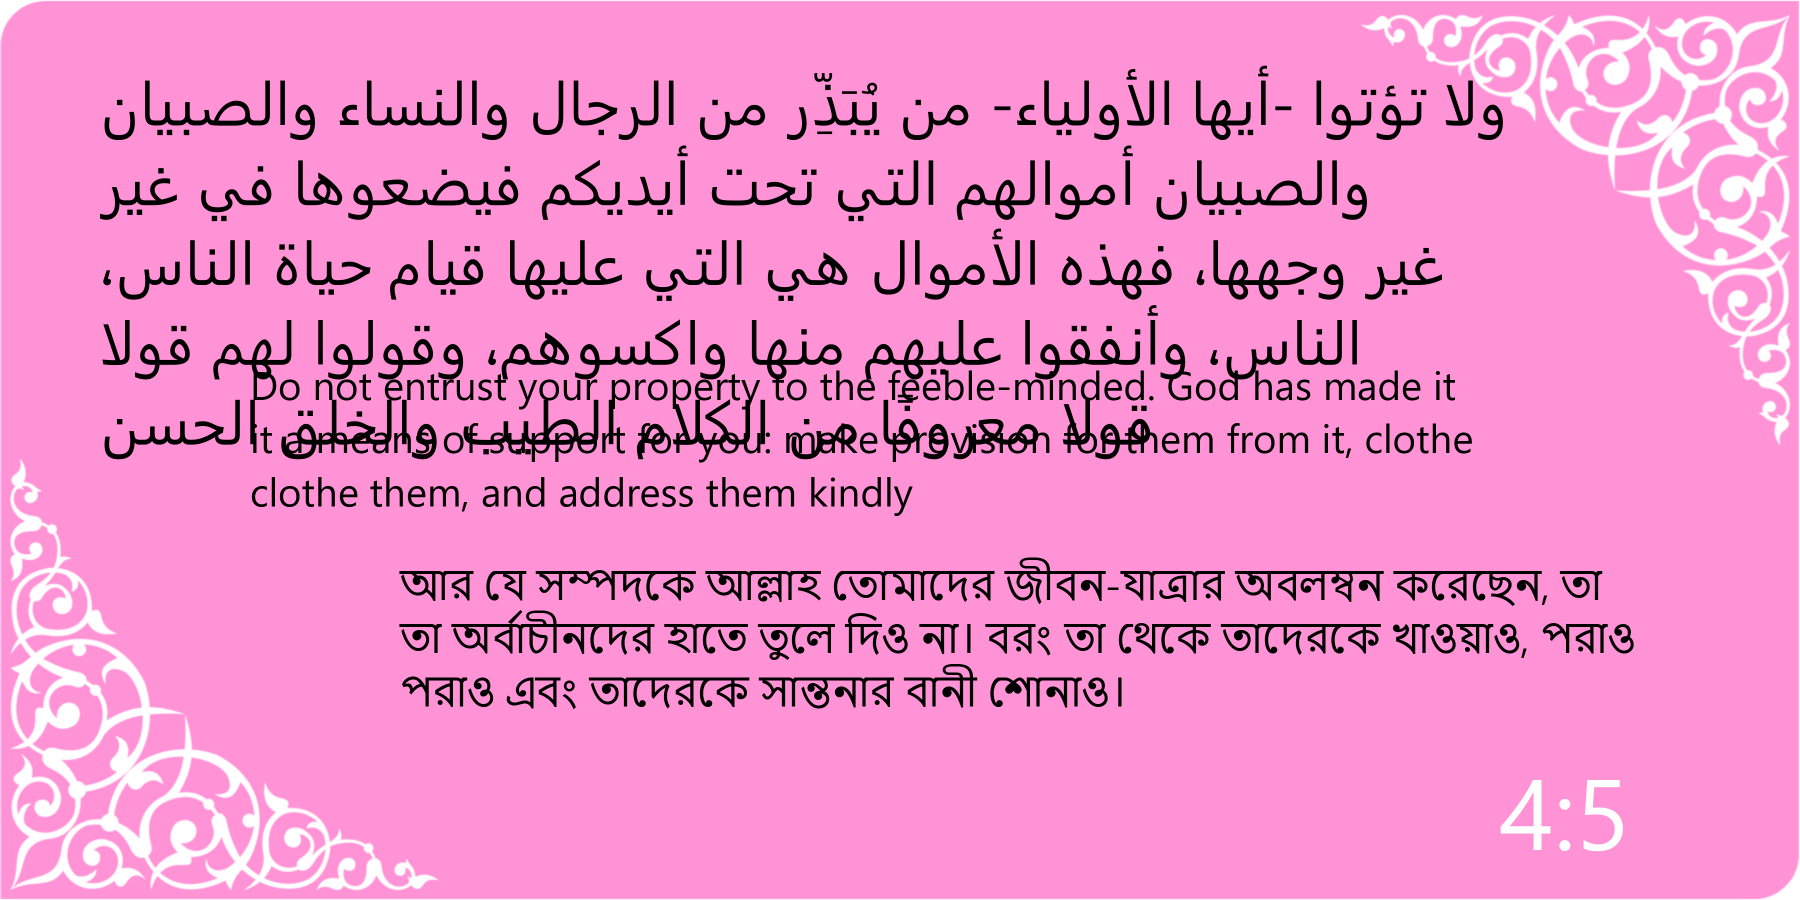 ولا تؤتوا -أيها الأولياء- من يُبَذِّر من الرجال والنساء والصبيان
والصبيان أموالهم التي تحت أيديكم فيضعوها في غير
غير وجهها، فهذه الأموال هي التي عليها قيام حياة الناس،
الناس، وأنفقوا عليهم منها واكسوهم، وقولوا لهم قولا
قولا معروفًا من الكلام الطيب والخلق الحسن
Do not entrust your property to the feeble-minded. God has made it
it a means of support for you: make provision for them from it, clothe
clothe them, and address them kindly
আর যে সম্পদকে আল্লাহ তোমাদের জীবন-যাত্রার অবলম্বন করেছেন, তা
তা অর্বাচীনদের হাতে তুলে দিও না। বরং তা থেকে তাদেরকে খাওয়াও, পরাও
পরাও এবং তাদেরকে সান্তনার বানী শোনাও।
4:5